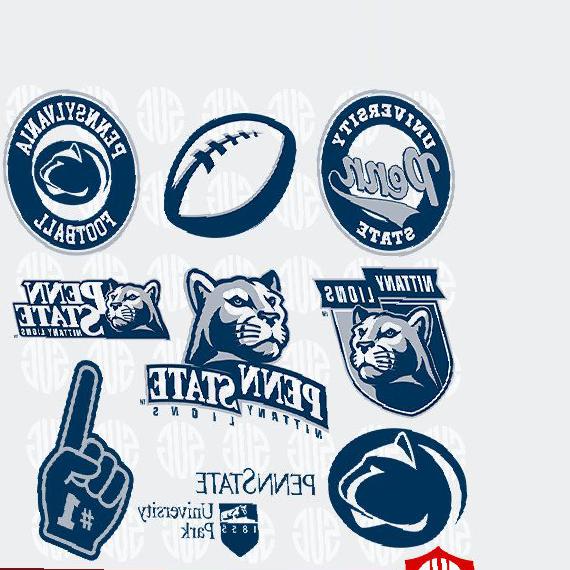 PENNSYLVANIA
FOOTBALL
UNIVERSITY
Penn
STATE
PENN
STATE
NITTANY LIONS
PENN STATE
NITTANY LIONS
NITTANY
LIONS
#1
PENNSTATE
1855
University
Park